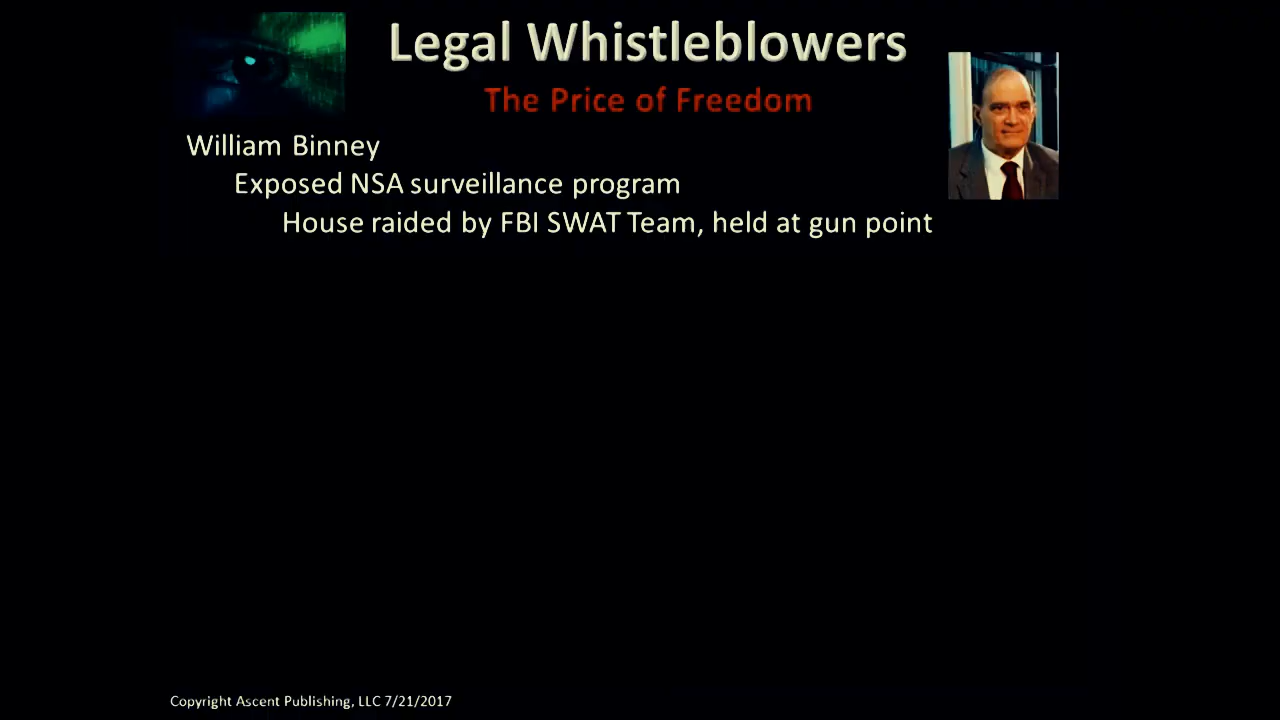 Legal Whistleblowers
The Price of Freedom
William Binney
Exposed NSA surveillance program
House raided by FBI SWAT Team, held at gun point
Copyright Ascent Publishing, LLC 7/21/2017